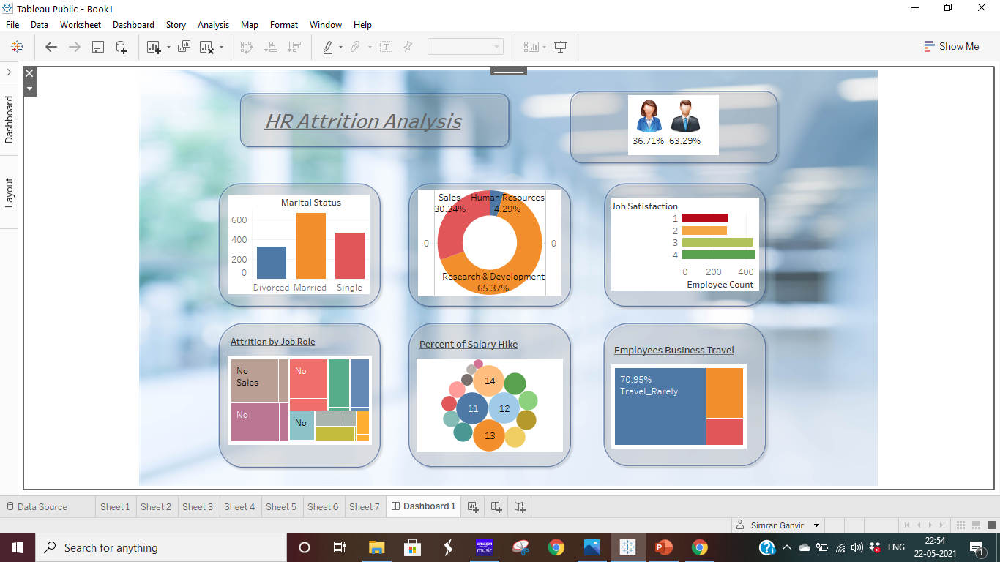 Tableau Public - Book1
File Data Worksheet Dashboard Story Analysis Map Format Window Help
Show Me
Dashboard
Layout
HR Attrition Analysis
36.71% 63.29%
Marital Status
600
400
200
0
Divorced Married Single
Sales Human Resources
30.34% 4.29%
0 0
Research & Development
65.37%
Job Satisfaction
1
2
3
4
0 200 400
Employee Count
Attrition by Job Role
No
Sales
No
No
No
Percent of Salary Hike
14
11 12
13
Employees Business Travel
70.95%
Travel_Rarely
Data Source Sheet 1 Sheet 2 Sheet 3 Sheet 4 Sheet 5 Sheet 6 Sheet 7 Dashboard 1
Simran Ganvir
Search for anything
amazon
music
ENG
22:54
22-05-2021
1